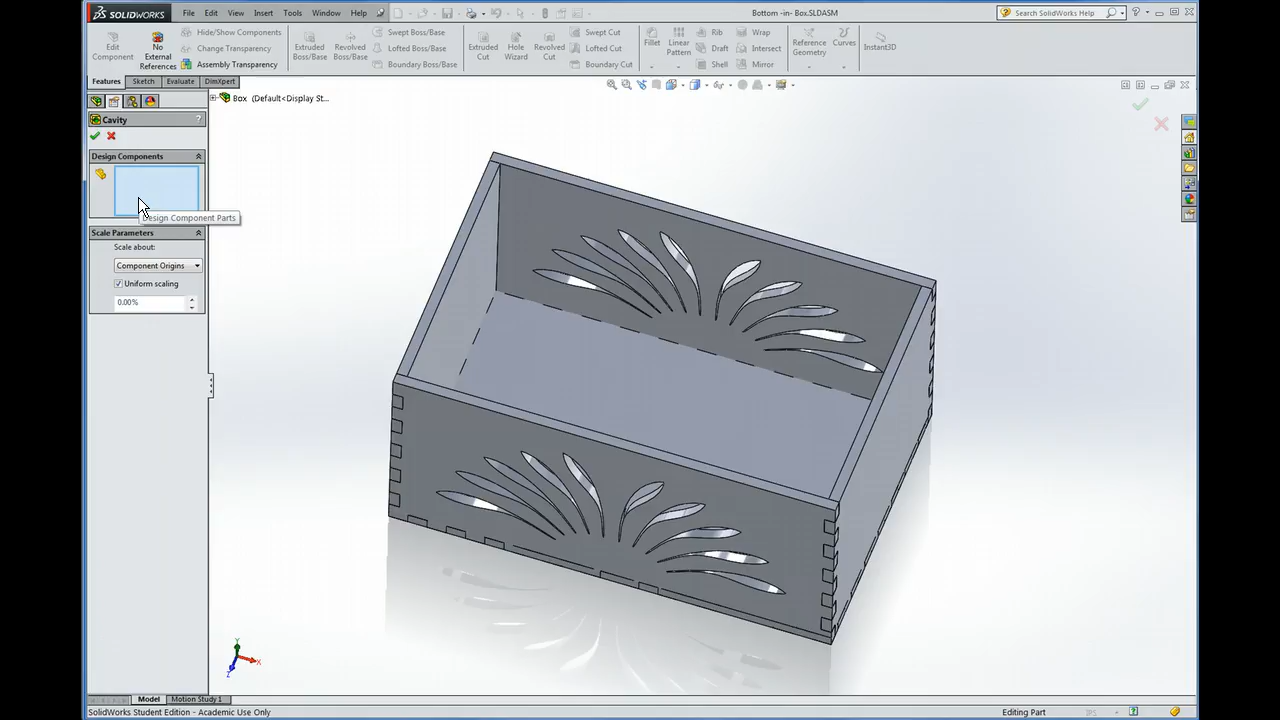 SOLIDWORKS File Edit View Insert Tools Window Help Bottom -in- Box.SLDASM Search SolidWorks Help
Edit Component
No External References
Hide/Show Components
Change Transparency
Assembly Transparency
Extruded Boss/Base
Revolved Boss/Base
Swept Boss/Base
Lofted Boss/Base
Boundary Boss/Base
Extruded Cut
Hole Wizard
Revolved Cut
Swept Cut
Lofted Cut
Boundary Cut
Fillet
Linear Pattern
Rib
Draft
Shell
Wrap
Intersect
Mirror
Reference Geometry
Curves
Instant3D
Features Sketch Evaluate DimXpert
Box (Default<Display St...
Cavity ?
Design Components
Design Component Parts
Scale Parameters
Scale about:
Component Origins
Uniform scaling
0.00%
Y
X
Z
Model Motion Study 1
SolidWorks Student Edition - Academic Use Only Editing Part IPS